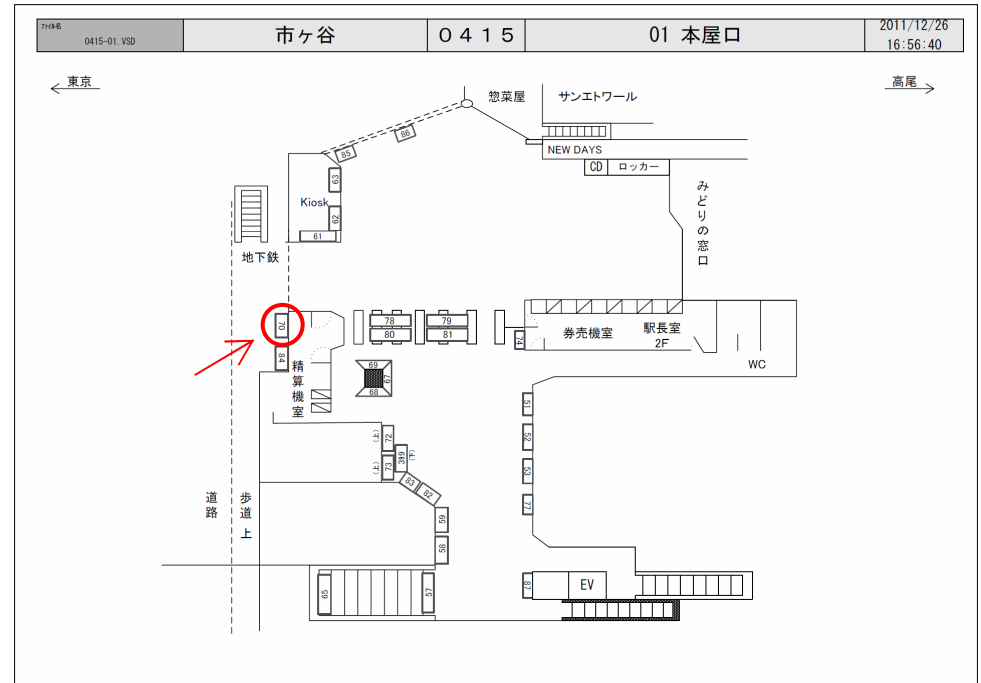 ファイル名
0415-01.VSD
市ヶ谷
0415
01 本屋口
2011/12/26
16:56:40
東京
高尾
惣菜屋
サンエトワール
NEW DAYS
CD
ロッカー
みどりの窓口
86
85
63
Kiosk
62
61
地下鉄
70
84
精算機室
78
79
80
81
74
券売機室
駅長室
2F
WC
69
67
68
51
52
53
77
(上)
72
(上)
73
399
(下)
83
82
59
58
道路
歩道上
65
57
87
EV